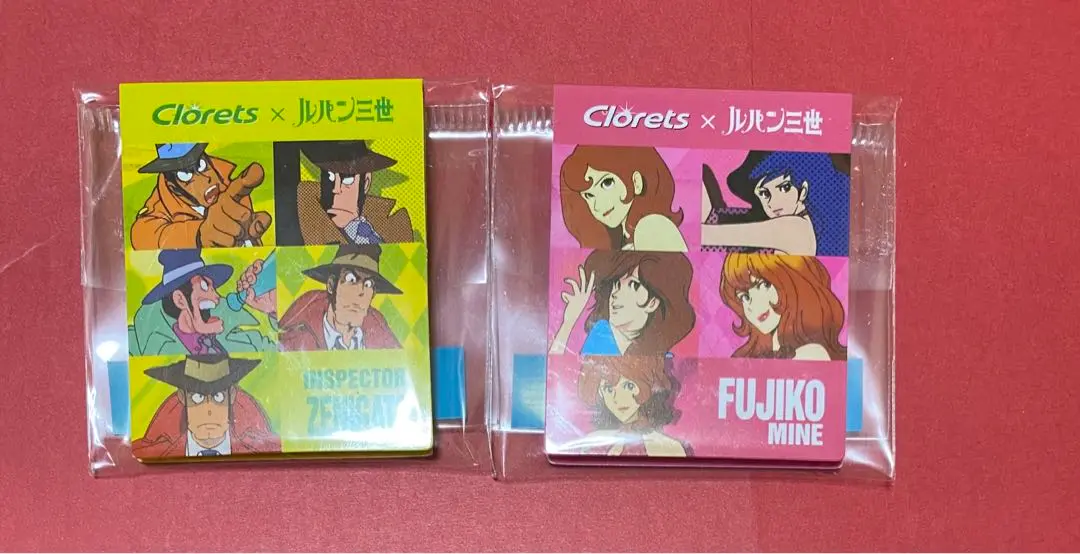 Clorets × ルパン三世
INSPECTOR
ZENIGATA
Clorets × ルパン三世
FUJIKO
MINE